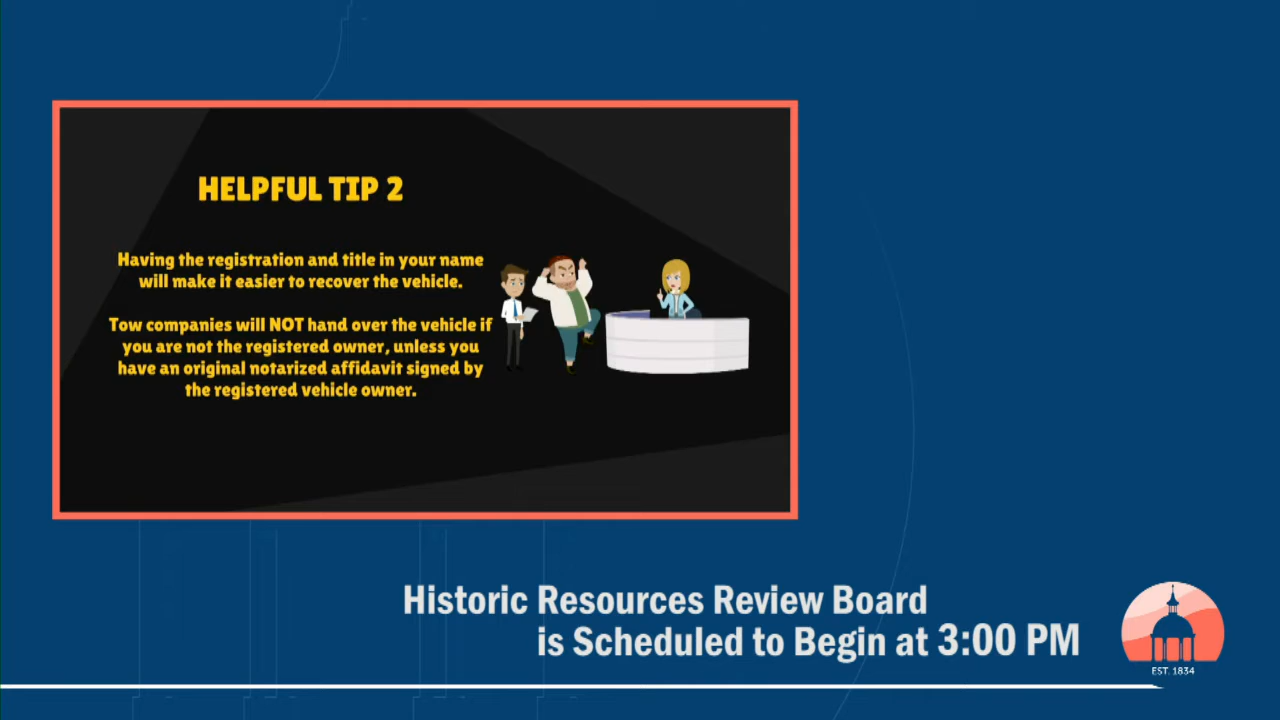 HELPFUL TIP 2
Having the registration and title in your name
will make it easier to recover the vehicle.
Tow companies will NOT hand over the vehicle if
you are not the registered owner, unless you
have an original notarized affidavit signed by
the registered vehicle owner.
Historic Resources Review Board
is Scheduled to Begin at 3:00 PM
EST. 1834